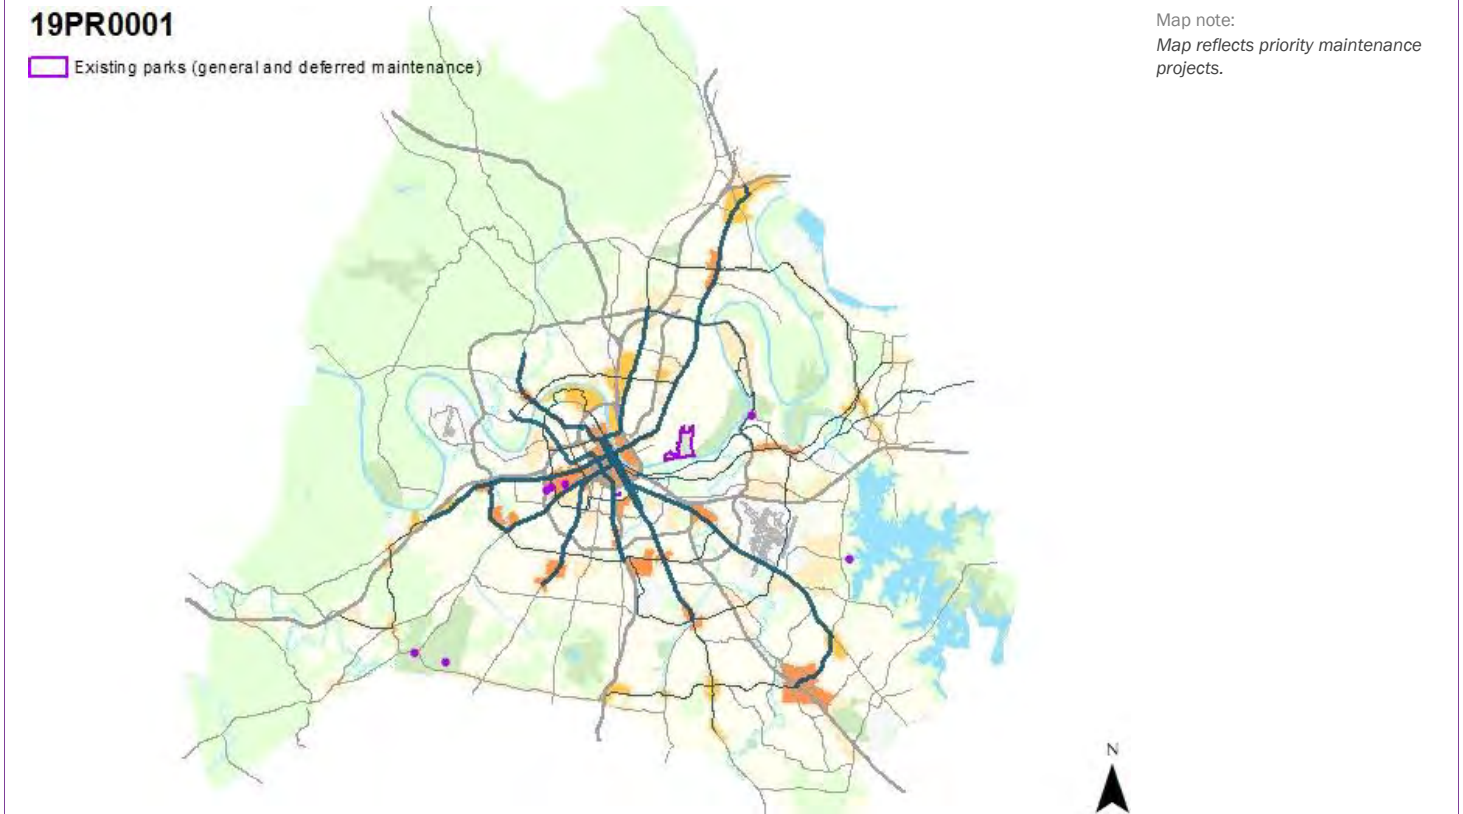 19PR0001
Existing parks (general and deferred maintenance)
Map note:
Map reflects priority maintenance
projects.
N